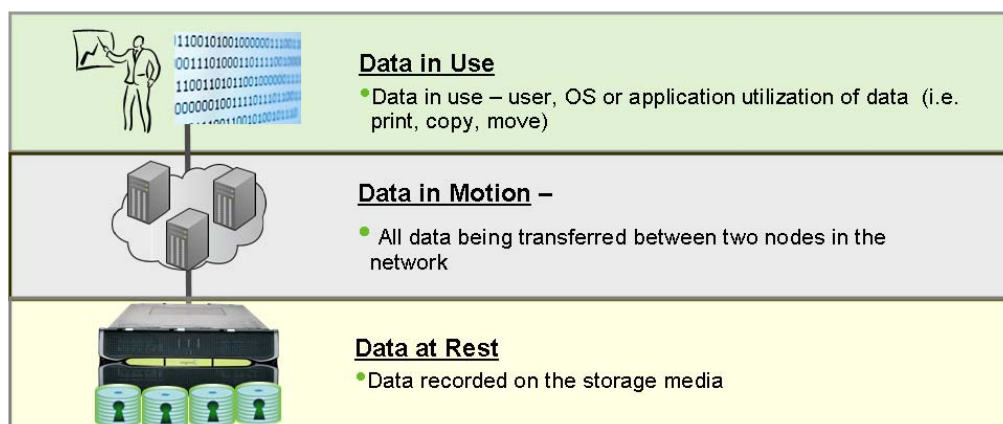 Data in Use
•Data in use – user, OS or application utilization of data (i.e.
print, copy, move)
Data in Motion –
• All data being transferred between two nodes in the
network
Data at Rest
•Data recorded on the storage media